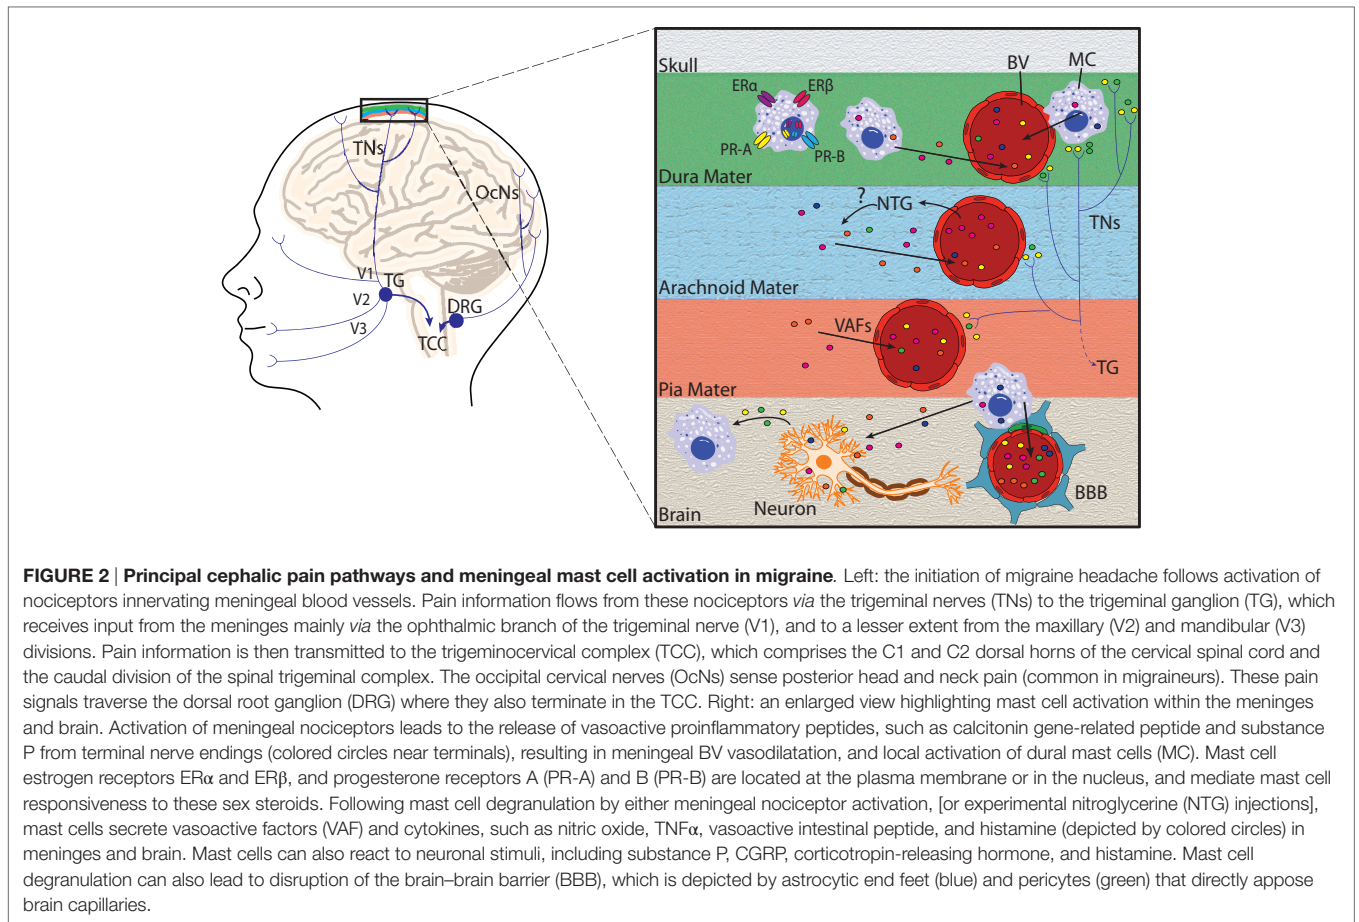 TNs
OcNs
V1
TG
V2
DRG
V3
TCC
Skull
BV
MC
ERα
ERβ
PR-A
PR-B
Dura Mater
?
NTG
TNs
Arachnoid Mater
VAFs
TG
Pia Mater
BBB
Neuron
Brain
FIGURE 2 | Principal cephalic pain pathways and meningeal mast cell activation in migraine. Left: the initiation of migraine headache follows activation of
nociceptors innervating meningeal blood vessels. Pain information flows from these nociceptors via the trigeminal nerves (TNs) to the trigeminal ganglion (TG), which
receives input from the meninges mainly via the ophthalmic branch of the trigeminal nerve (V1), and to a lesser extent from the maxillary (V2) and mandibular (V3)
divisions. Pain information is then transmitted to the trigeminocervical complex (TCC), which comprises the C1 and C2 dorsal horns of the cervical spinal cord and
the caudal division of the spinal trigeminal complex. The occipital cervical nerves (OcNs) sense posterior head and neck pain (common in migraineurs). These pain
signals traverse the dorsal root ganglion (DRG) where they also terminate in the TCC. Right: an enlarged view highlighting mast cell activation within the meninges
and brain. Activation of meningeal nociceptors leads to the release of vasoactive proinflammatory peptides, such as calcitonin gene-related peptide and substance
P from terminal nerve endings (colored circles near terminals), resulting in meningeal BV vasodilatation, and local activation of dural mast cells (MC). Mast cell
estrogen receptors ERα and ERβ, and progesterone receptors A (PR-A) and B (PR-B) are located at the plasma membrane or in the nucleus, and mediate mast cell
responsiveness to these sex steroids. Following mast cell degranulation by either meningeal nociceptor activation, [or experimental nitroglycerine (NTG) injections],
mast cells secrete vasoactive factors (VAF) and cytokines, such as nitric oxide, TNFα, vasoactive intestinal peptide, and histamine (depicted by colored circles) in
meninges and brain. Mast cells can also react to neuronal stimuli, including substance P, CGRP, corticotropin-releasing hormone, and histamine. Mast cell
degranulation can also lead to disruption of the brain–brain barrier (BBB), which is depicted by astrocytic end feet (blue) and pericytes (green) that directly appose
brain capillaries.